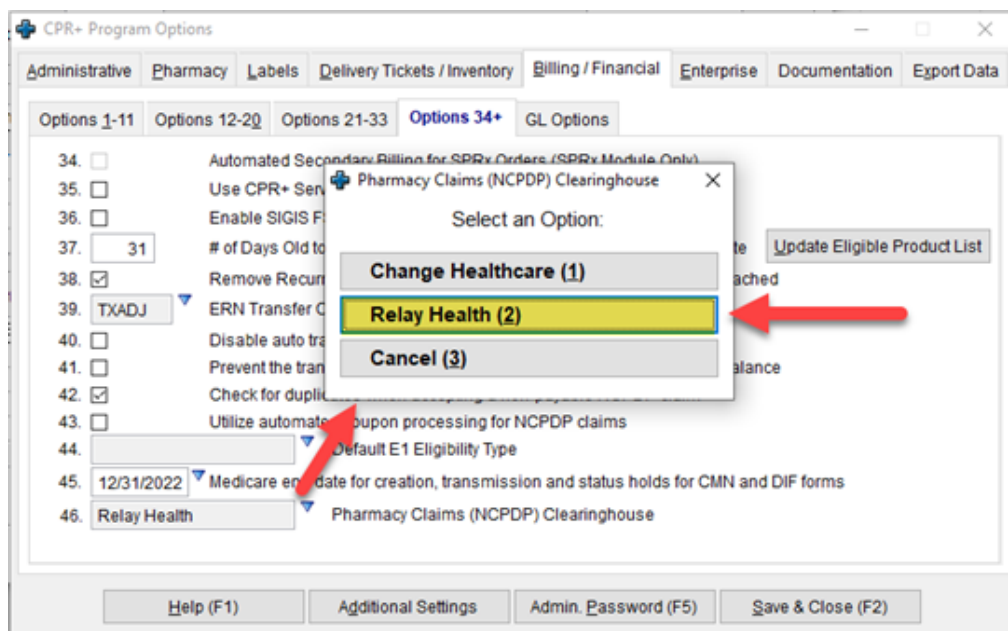 CPR+ Program Options
Administrative Pharmacy Labels Delivery Tickets / Inventory Billing / Financial Enterprise Documentation Export Data
Options 1-11 Options 12-20 Options 21-33 Options 34+ GL Options
34. Automated Secondary Billing for SPRx Orders (SPRx Module Only)
35. Use CPR+ Ser
36. Enable SIGIS F
37. 31 # of Days Old to te Update Eligible Product List
38. Remove Recur ached
39. TXADJ ERN Transfer
40. Disable auto tra
41. Prevent the tran alance
42. Check for dupli
43. Utilize automate oupon processing for NCPDP claims
44. Default E1 Eligibility Type
45. 12/31/2022 Medicare en date for creation, transmission and status holds for CMN and DIF forms
46. Relay Health Pharmacy Claims (NCPDP) Clearinghouse
Pharmacy Claims (NCPDP) Clearinghouse
Select an Option:
Change Healthcare (1)
Relay Health (2)
Cancel (3)
Help (F1) Additional Settings Admin. Password (F5) Save & Close (F2)